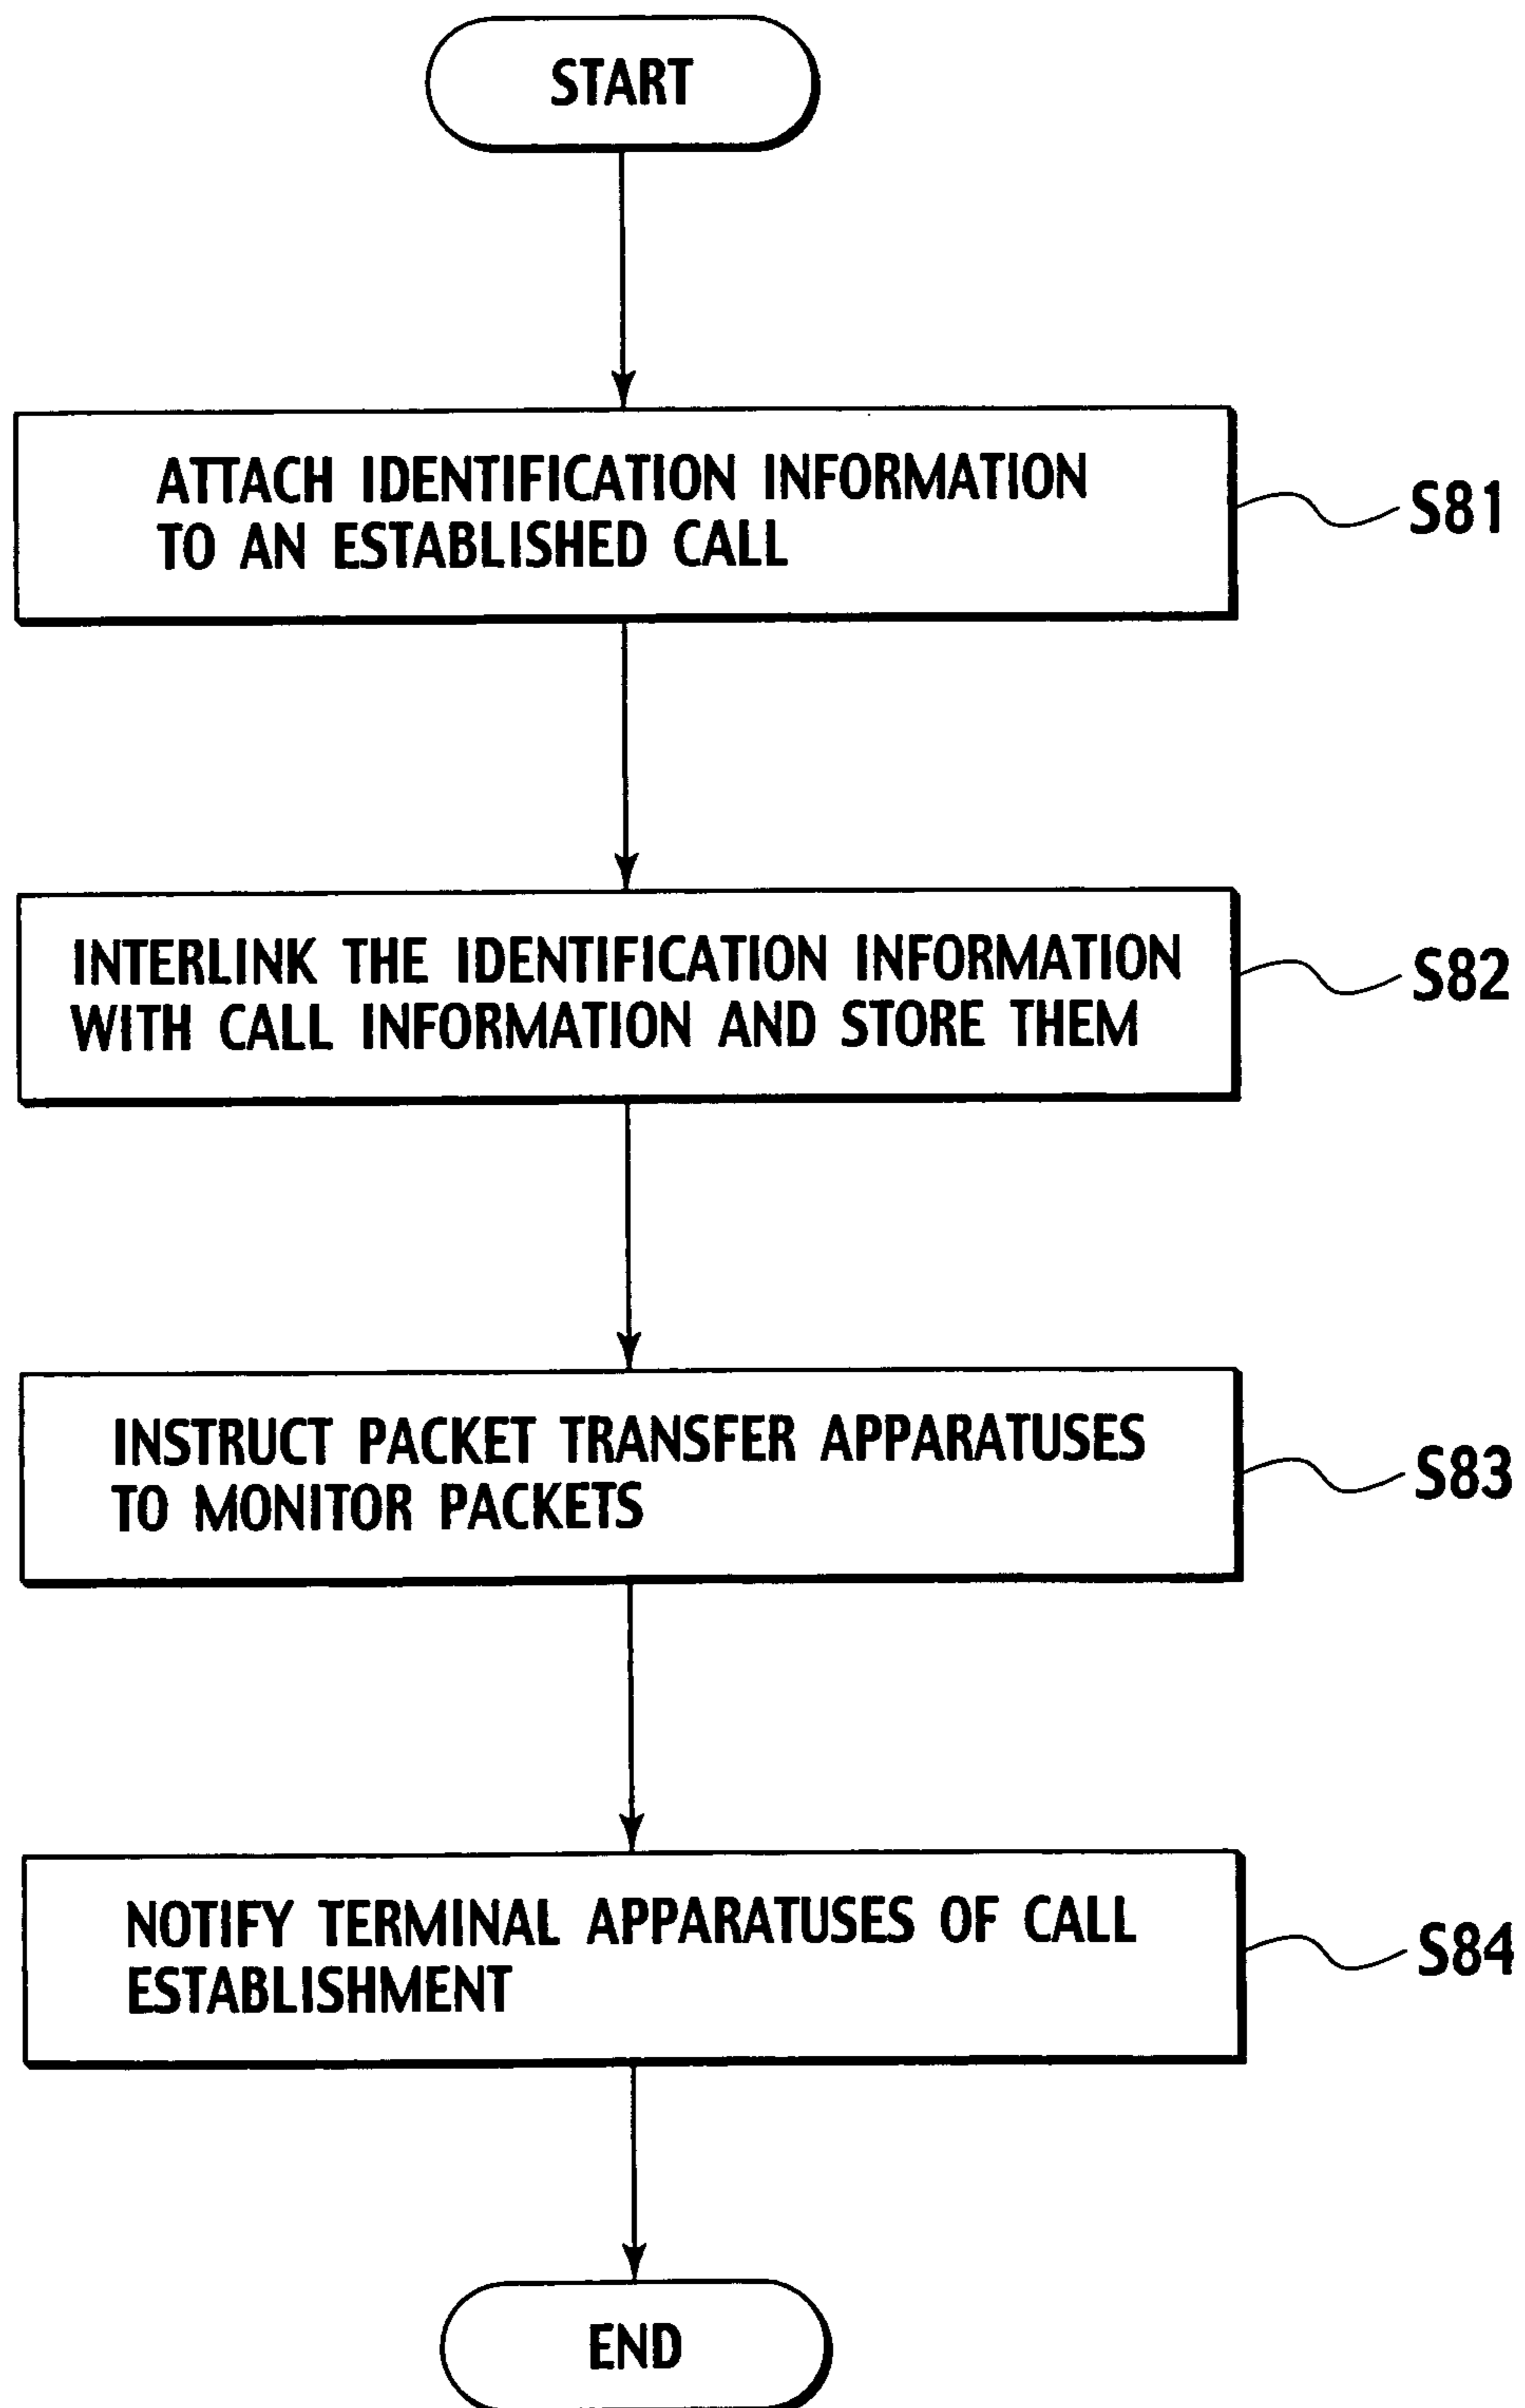 START
ATTACH IDENTIFICATION INFORMATION
TO AN ESTABLISHED CALL
S81
INTERLINK THE IDENTIFICATION INFORMATION
WITH CALL INFORMATION AND STORE THEM
S82
INSTRUCT PACKET TRANSFER APPARATUSES
TO MONITOR PACKETS
S83
NOTIFY TERMINAL APPARATUSES OF CALL
ESTABLISHMENT
S84
END